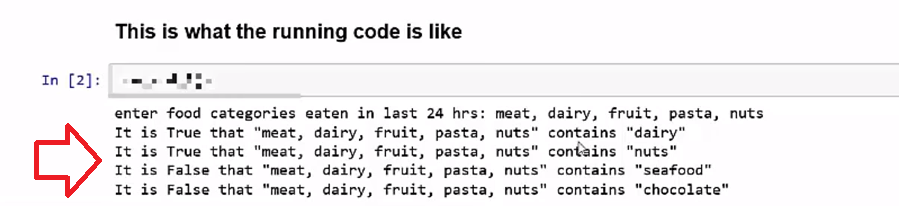 This is what the running code is like
In [2]:
enter food categories eaten in last 24 hrs: meat, dairy, fruit, pasta, nuts
It is True that "meat, dairy, fruit, pasta, nuts" contains "dairy"
It is True that "meat, dairy, fruit, pasta, nuts" contains "nuts"
It is False that "meat, dairy, fruit, pasta, nuts" contains "seafood"
It is False that "meat, dairy, fruit, pasta, nuts" contains "chocolate"